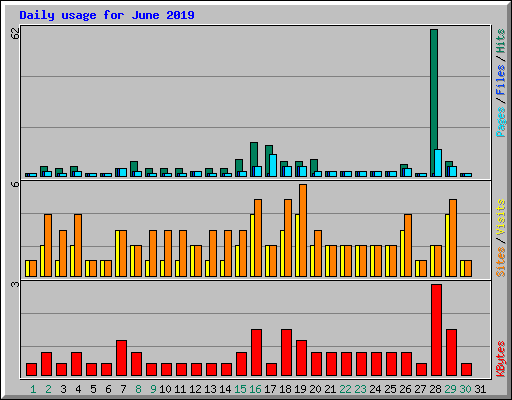 Daily usage for June 2019
62
6
3
Pages/Files/Hits
Sites/Visits
KBytes
1 2 3 4 5 6 7 8 9 10 11 12 13 14 15 16 17 18 19 20 21 22 23 24 25 26 27 28 29 30 31